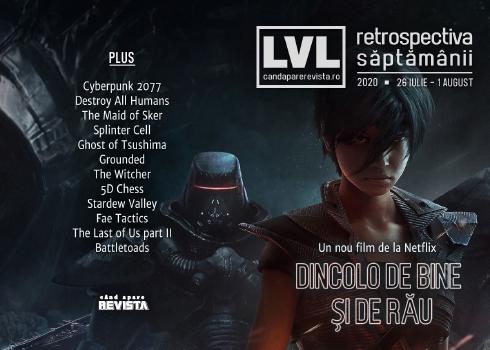 LVL
candaparerevista.ro
retrospectiva
săptămânii
2020 ■ 26 IULIE - 1 AUGUST
PLUS
Cyberpunk 2077
Destroy All Humans
The Maid of Sker
Splinter Cell
Ghost of Tsushima
Grounded
The Witcher
5D Chess
Stardew Valley
Fae Tactics
The Last of Us part II
Battletoads
când apare
REVISTA
Un nou film de la Netflix
DINCOLO DE BINE
ȘI DE RĂU